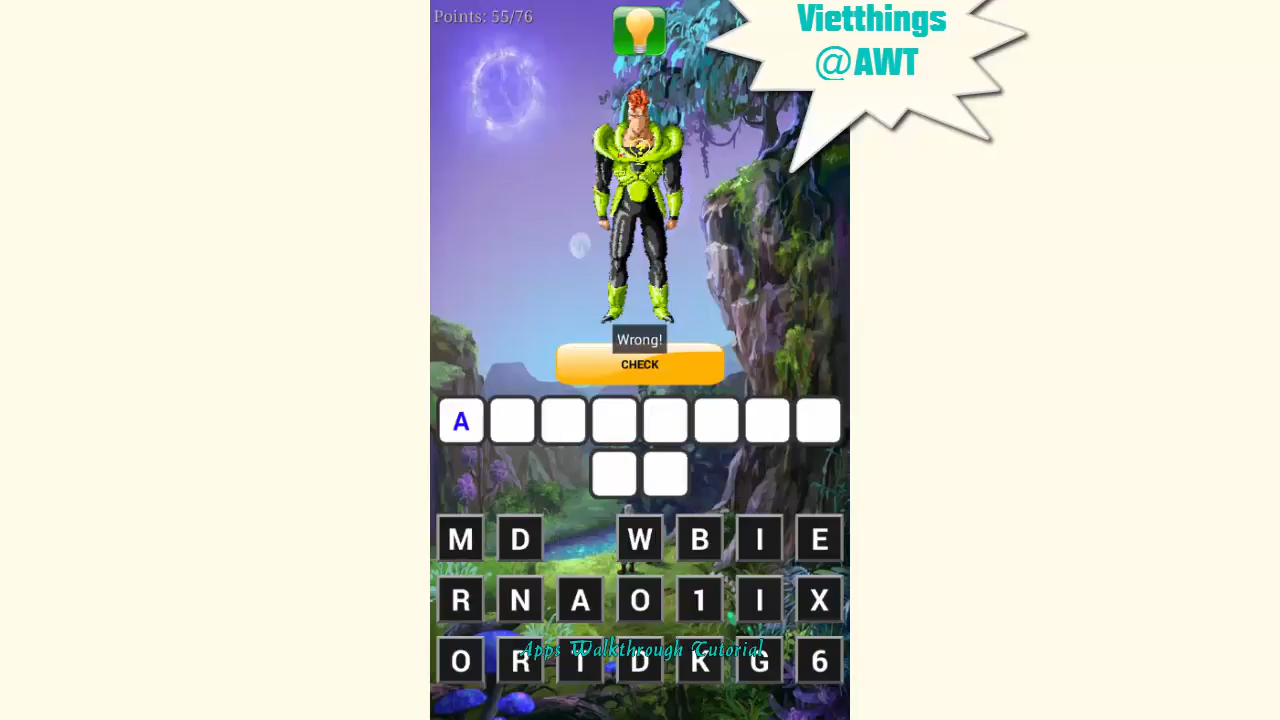 Points: 55/76
Vietthings
@AWT
Wrong!
CHECK
A
M D W B I E
R N A O 1 I X
O R I D K G 6
Apps Walkthrough Tutorial